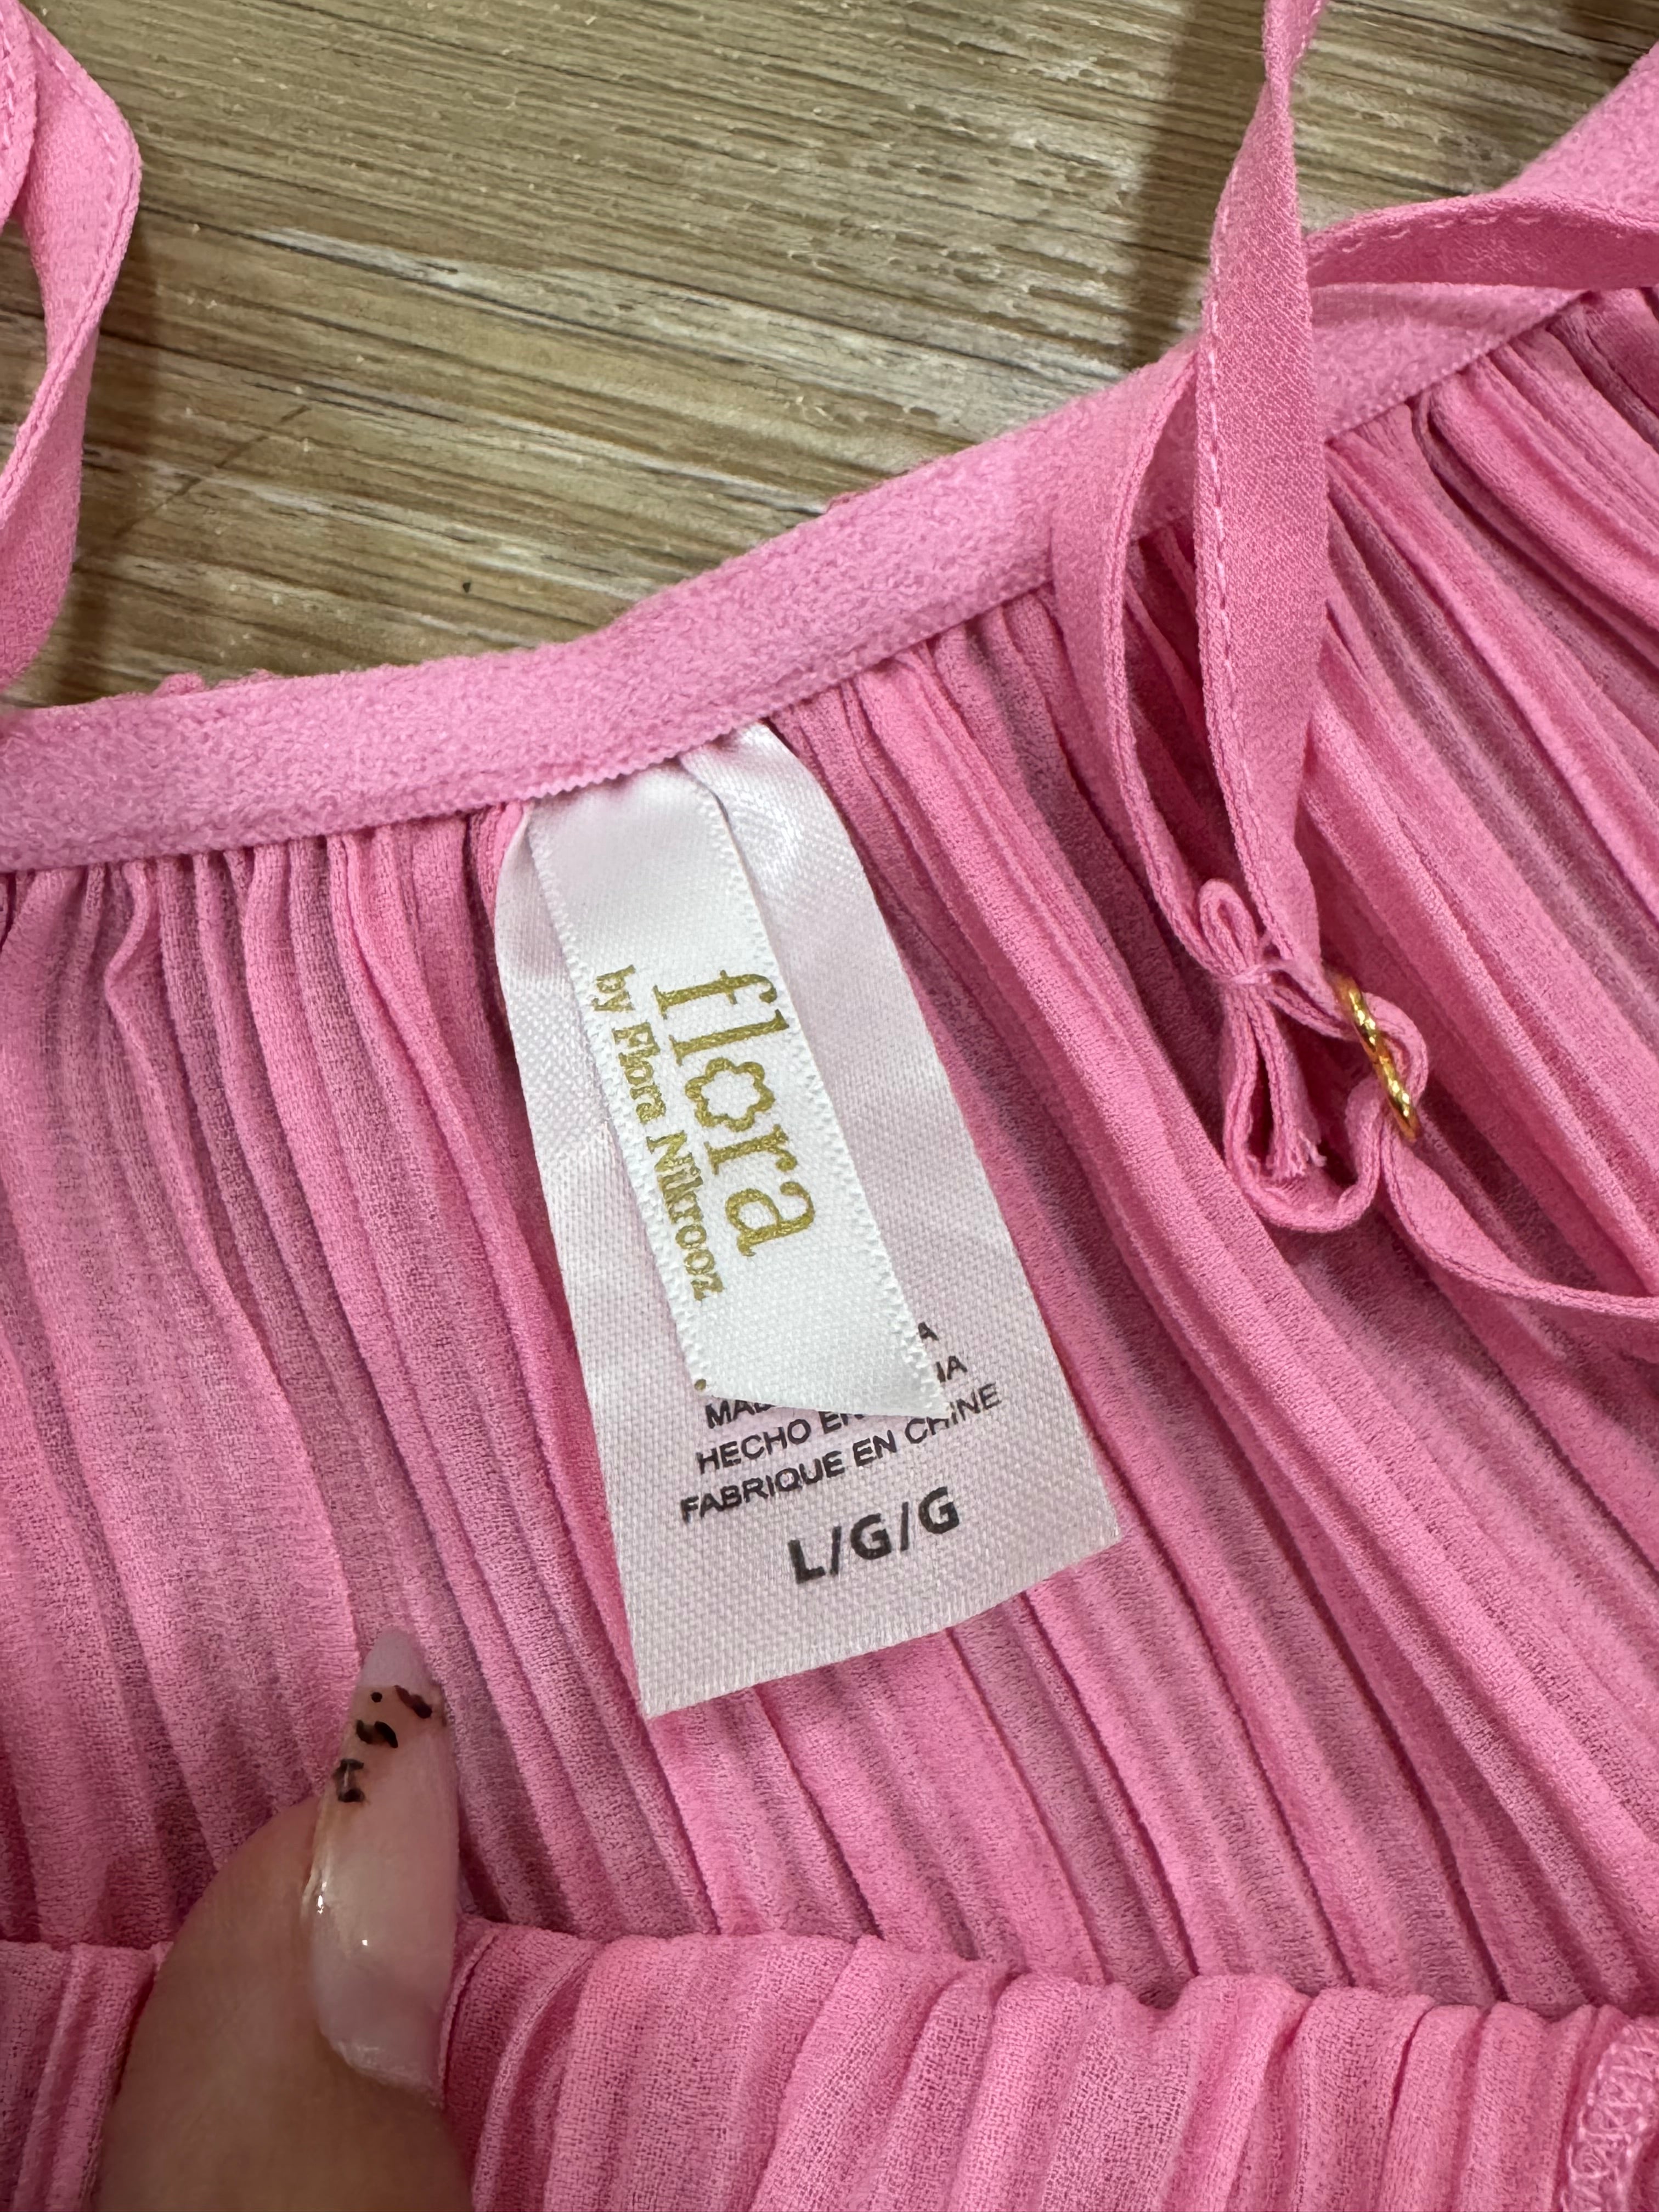 flora
by Flora Nikrooz
HECHO EN
FABRIQUE EN CHINE
L/G/G